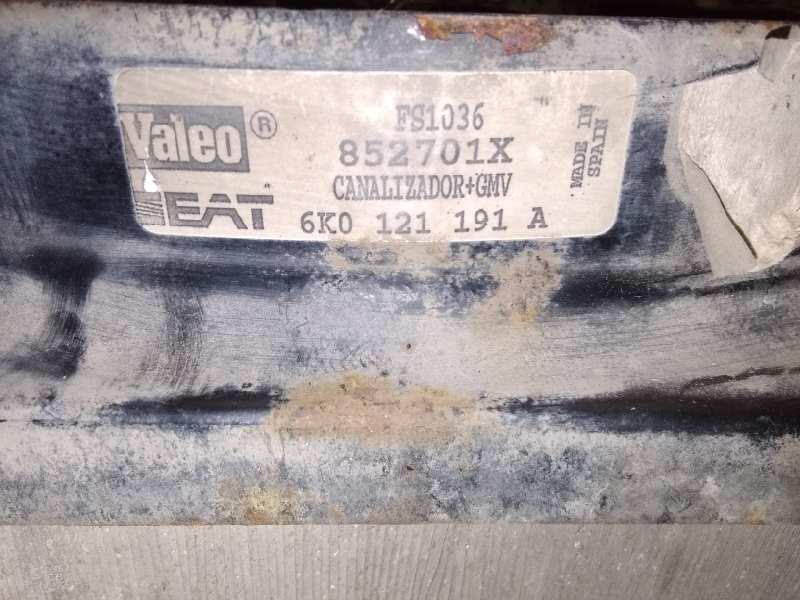 Valeo ®
SEAT
FS1036
852701X
CANALIZADOR+GMV
6K0 121 191 A
MADE IN
SPAIN